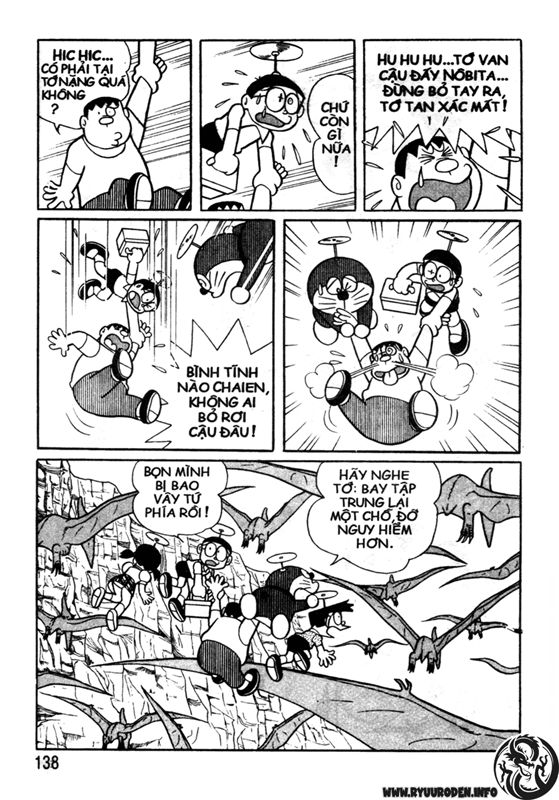 HIC HIC...
CÓ PHẢI TẠI
TỚ NẶNG QUÁ
KHÔNG
?
CHỨ
CÒN
GÌ
NỮA
!
HU HU HU...TỚ VAN
CẬU ĐẤY NÔBITA...
ĐỪNG BỎ TAY RA,
TỚ TAN XÁC MẤT!
BÌNH TĨNH
NÀO CHAIEN,
KHÔNG AI
BỎ RƠI
CẬU ĐÂU!
BỌN MÌNH
BỊ BAO
VÂY TỨ
PHÍA RỒI!
HÃY NGHE
TỚ: BAY TẬP
TRUNG LẠI
MỘT CHỖ, ĐỠ
NGUY HIỂM
HƠN.
138
WWW.RYUURODEN.INFO